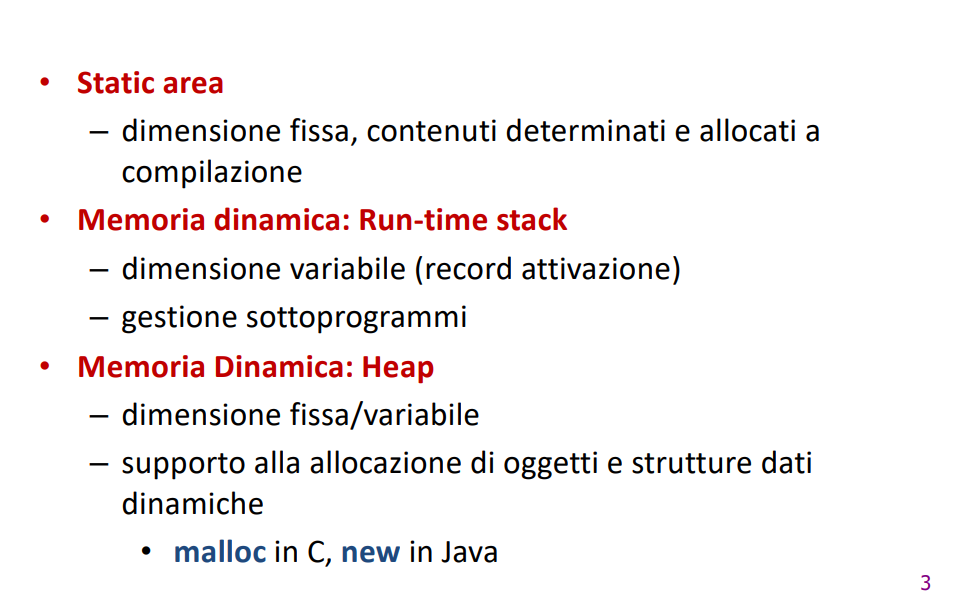 • Static area
– dimensione fissa, contenuti determinati e allocati a
compilazione
• Memoria dinamica: Run-time stack
– dimensione variabile (record attivazione)
– gestione sottoprogrammi
• Memoria Dinamica: Heap
– dimensione fissa/variabile
– supporto alla allocazione di oggetti e strutture dati
dinamiche
• malloc in C, new in Java
3